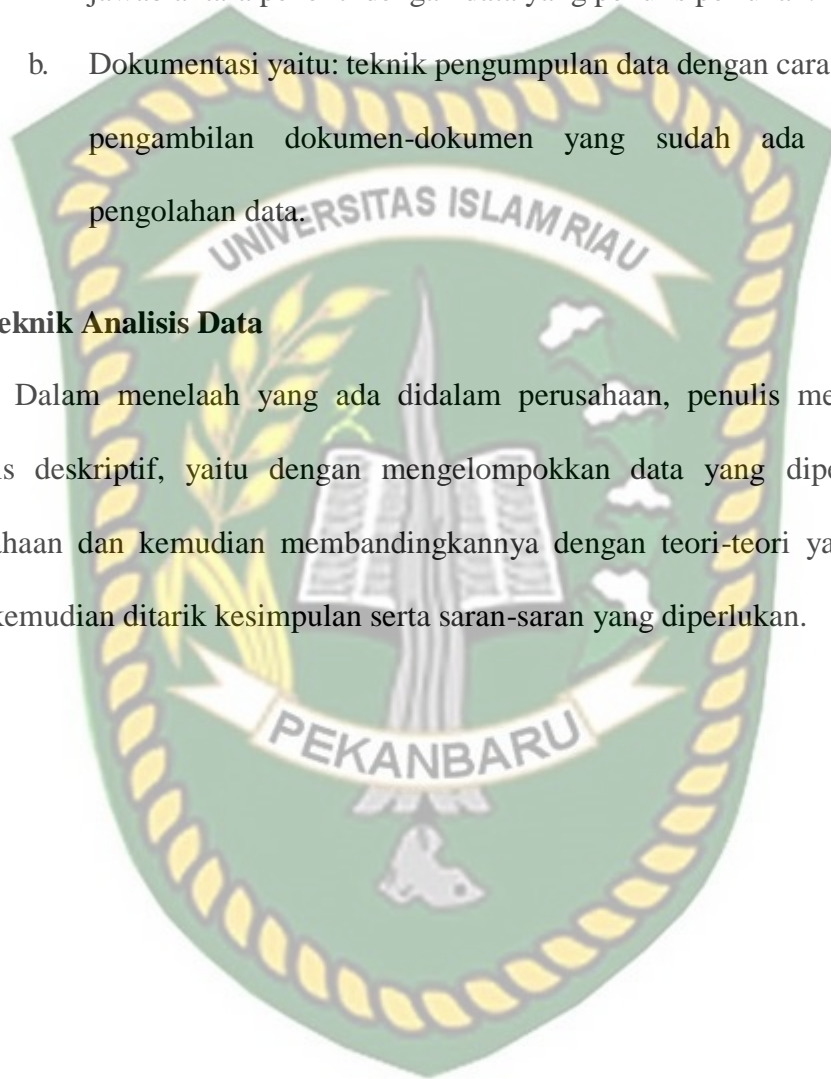 b. Dokumentasi yaitu: teknik pengumpulan data dengan cara
pengambilan dokumen-dokumen yang sudah ada
pengolahan data.
UNIVERSITAS ISLAM RIAU
eknik Analisis Data
Dalam menelaah yang ada didalam perusahaan, penulis me
is deskriptif, yaitu dengan mengelompokkan data yang dipe
ahaan dan kemudian membandingkannya dengan teori-teori ya
kemudian ditarik kesimpulan serta saran-saran yang diperlukan.
PEKANBARU